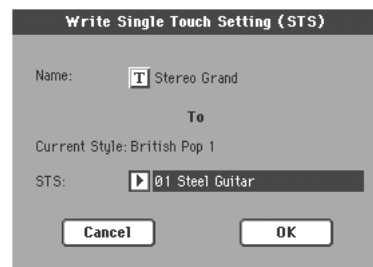 Write Single Touch Setting (STS)
Name: T Stereo Grand
To
Current Style: British Pop 1
STS: 01 Steel Guitar
Cancel OK